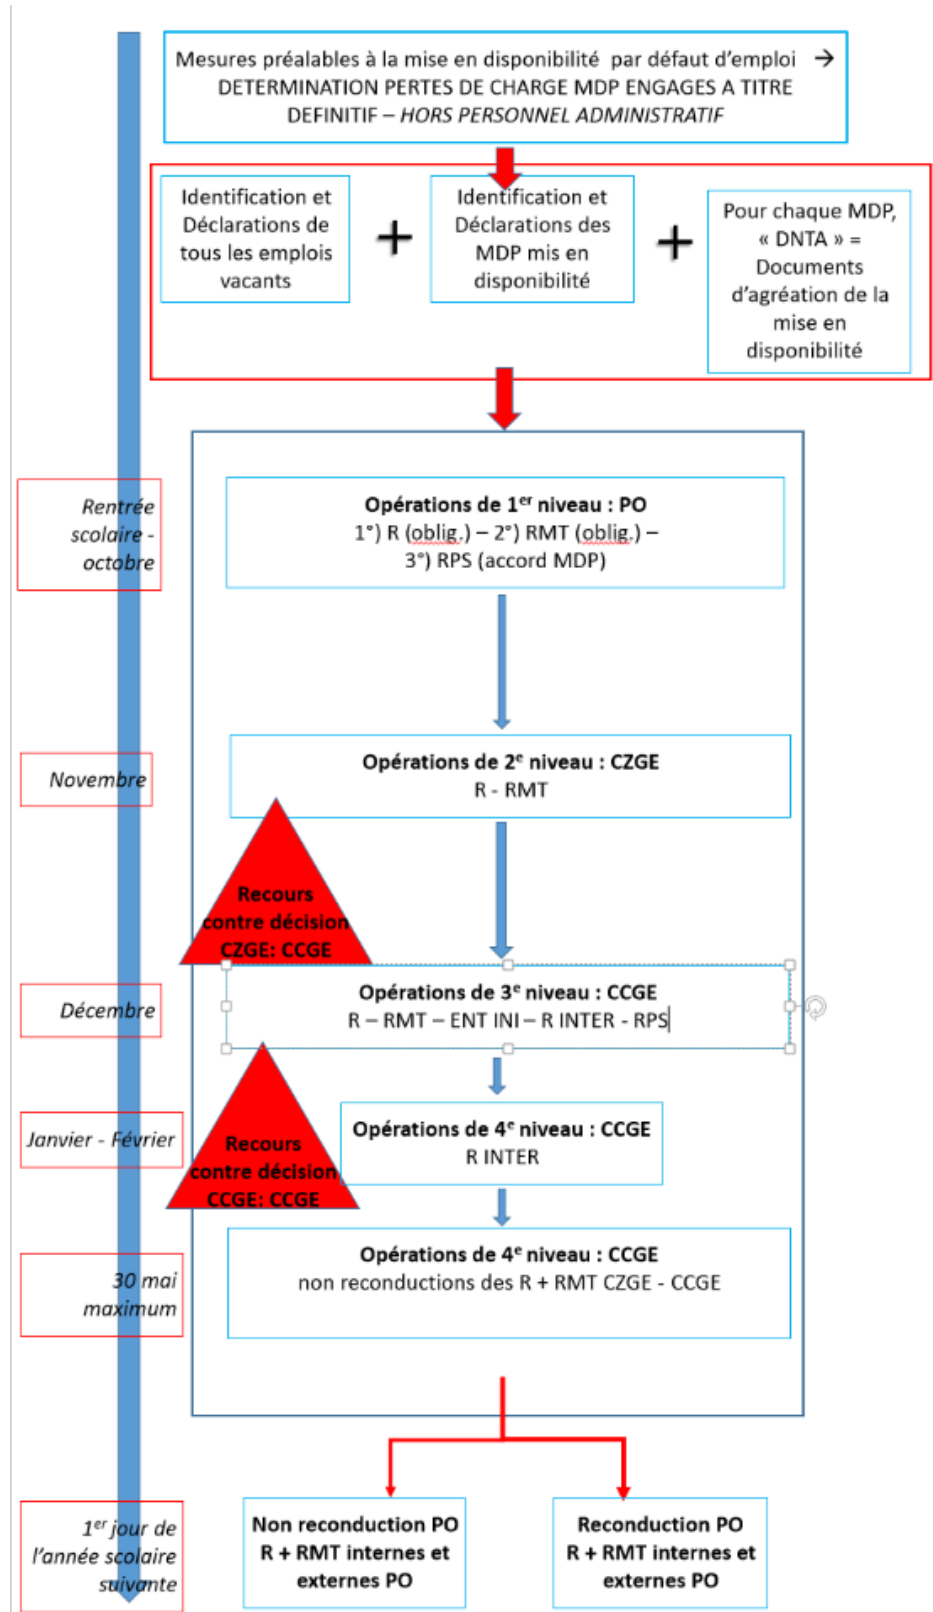 Mesures préalables à la mise en disponibilité par défaut d’emploi →
DETERMINATION PERTES DE CHARGE MDP ENGAGES A TITRE
DEFINITIF – HORS PERSONNEL ADMINISTRATIF
Identification et
Déclarations de
tous les emplois
vacants
+
Identification et
Déclarations des
MDP mis en
disponibilité
+
Pour chaque MDP,
« DNTA » =
Documents
d’agréation de la
mise en
disponibilité
Rentrée
scolaire -
octobre
Opérations de 1er niveau : PO
1°) R (oblig.) – 2°) RMT (oblig.) –
3°) RPS (accord MDP)
Novembre
Opérations de 2e niveau : CZGE
R - RMT
Recours
contre décision
CZGE: CCGE
Décembre
Opérations de 3e niveau : CCGE
R – RMT – ENT INI – R INTER - RPS
Janvier - Février
Recours
contre décision
CCGE: CCGE
Opérations de 4e niveau : CCGE
R INTER
30 mai
maximum
Opérations de 4e niveau : CCGE
non reconductions des R + RMT CZGE - CCGE
1er jour de
l’année scolaire
suivante
Non reconduction PO
R + RMT internes et
externes PO
Reconduction PO
R + RMT internes et
externes PO